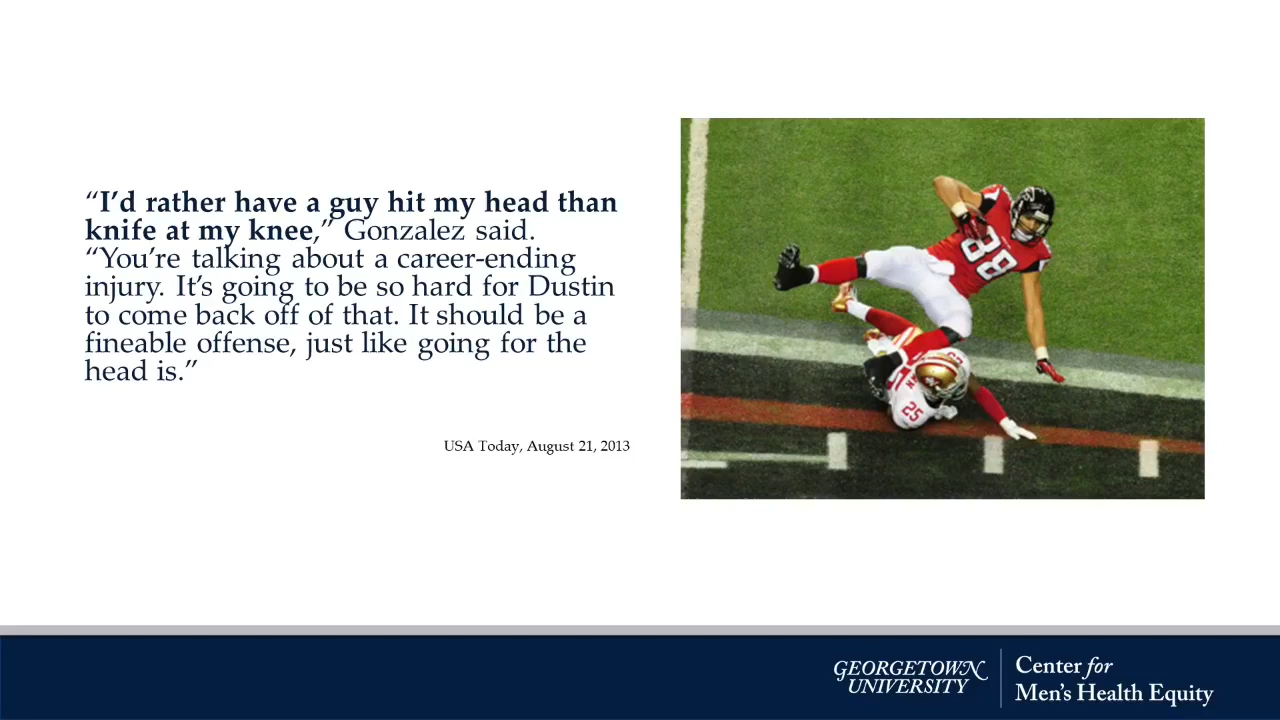 “I’d rather have a guy hit my head than
knife at my knee,” Gonzalez said.
“You’re talking about a career-ending
injury. It’s going to be so hard for Dustin
to come back off of that. It should be a
fineable offense, just like going for the
head is.”
USA Today, August 21, 2013
88
25
GEORGETOWN
UNIVERSITY
Center for
Men’s Health Equity